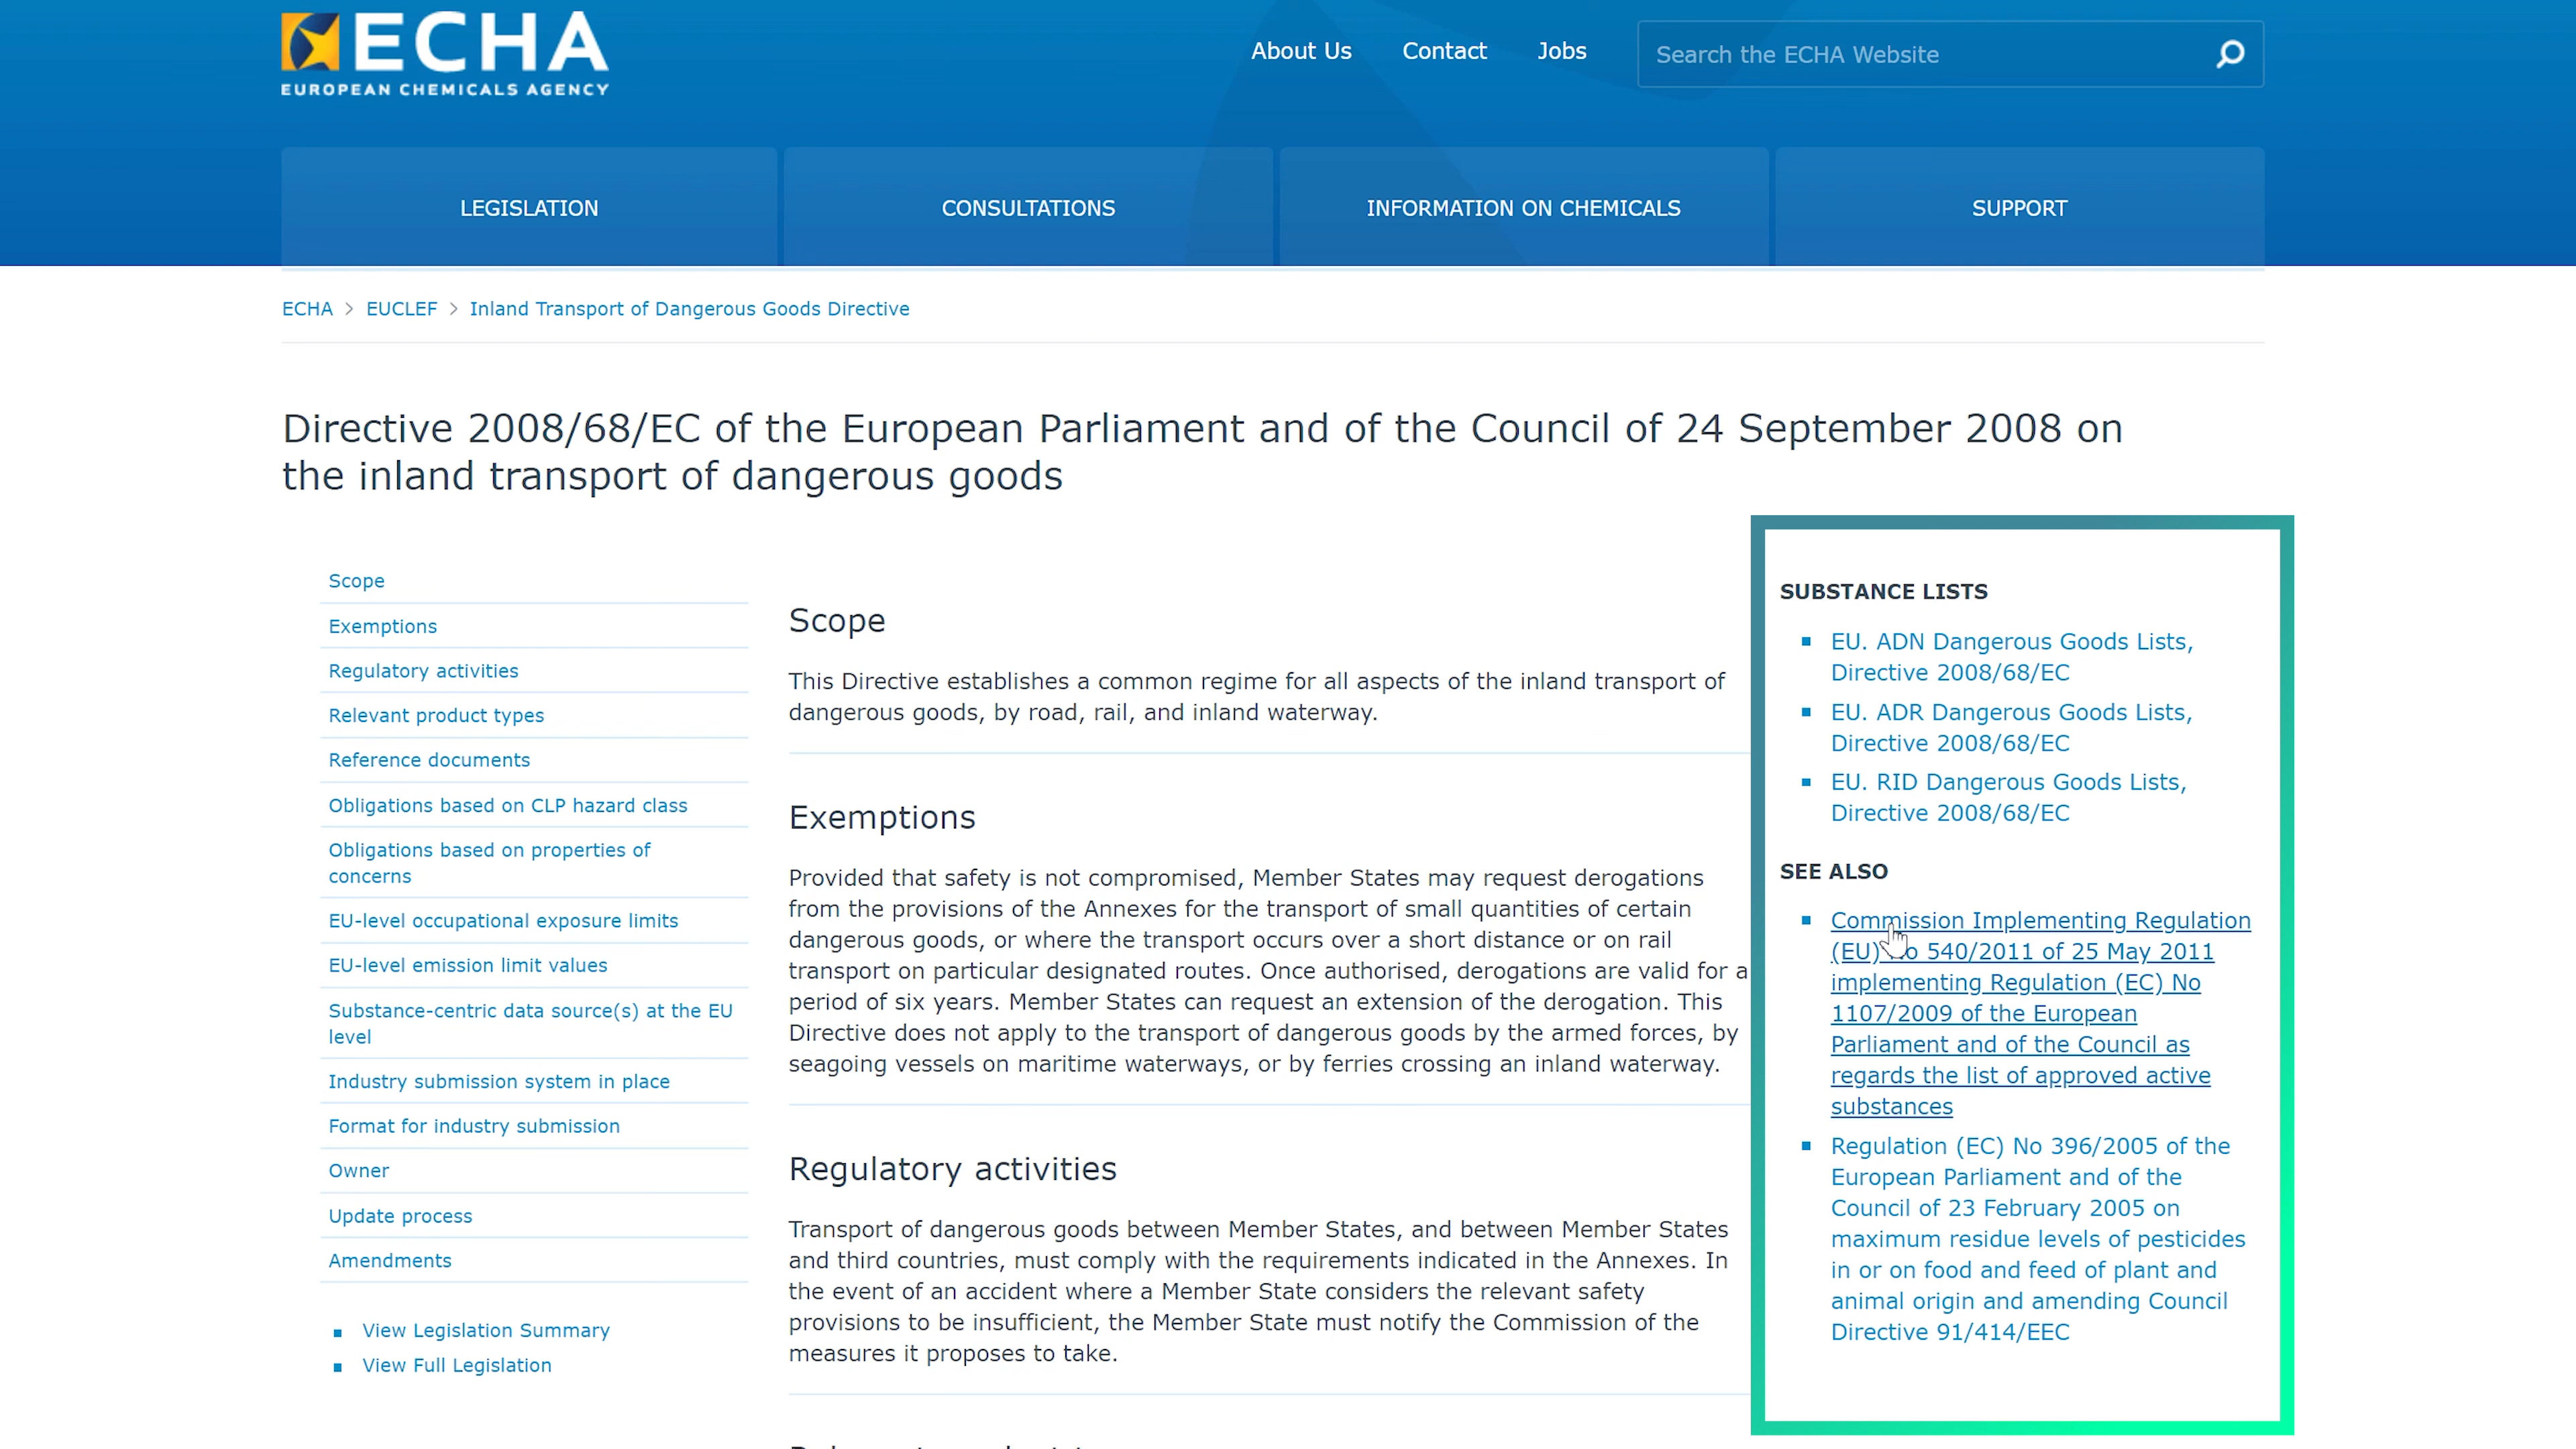 ECHA
EUROPEAN CHEMICALS AGENCY
About Us
Contact
Jobs
Search the ECHA Website
LEGISLATION
CONSULTATIONS
INFORMATION ON CHEMICALS
SUPPORT
ECHA > EUCLEF > Inland Transport of Dangerous Goods Directive
Directive 2008/68/EC of the European Parliament and of the Council of 24 September 2008 on
the inland transport of dangerous goods
Scope
Exemptions
Regulatory activities
Relevant product types
Reference documents
Obligations based on CLP hazard class
Obligations based on properties of
concerns
EU-level occupational exposure limits
EU-level emission limit values
Substance-centric data source(s) at the EU
level
Industry submission system in place
Format for industry submission
Owner
Update process
Amendments
View Legislation Summary
View Full Legislation
Scope
This Directive establishes a common regime for all aspects of the inland transport of
dangerous goods, by road, rail, and inland waterway.
Exemptions
Provided that safety is not compromised, Member States may request derogations
from the provisions of the Annexes for the transport of small quantities of certain
dangerous goods, or where the transport occurs over a short distance or on rail
transport on particular designated routes. Once authorised, derogations are valid for a
period of six years. Member States can request an extension of the derogation. This
Directive does not apply to the transport of dangerous goods by the armed forces, by
seagoing vessels on maritime waterways, or by ferries crossing an inland waterway.
Regulatory activities
Transport of dangerous goods between Member States, and between Member States
and third countries, must comply with the requirements indicated in the Annexes. In
the event of an accident where a Member State considers the relevant safety
provisions to be insufficient, the Member State must notify the Commission of the
measures it proposes to take.
SUBSTANCE LISTS
EU. ADN Dangerous Goods Lists,
Directive 2008/68/EC
EU. ADR Dangerous Goods Lists,
Directive 2008/68/EC
EU. RID Dangerous Goods Lists,
Directive 2008/68/EC
SEE ALSO
Commission Implementing Regulation
(EU) No 540/2011 of 25 May 2011
implementing Regulation (EC) No
1107/2009 of the European
Parliament and of the Council as
regards the list of approved active
substances
Regulation (EC) No 396/2005 of the
European Parliament and of the
Council of 23 February 2005 on
maximum residue levels of pesticides
in or on food and feed of plant and
animal origin and amending Council
Directive 91/414/EEC